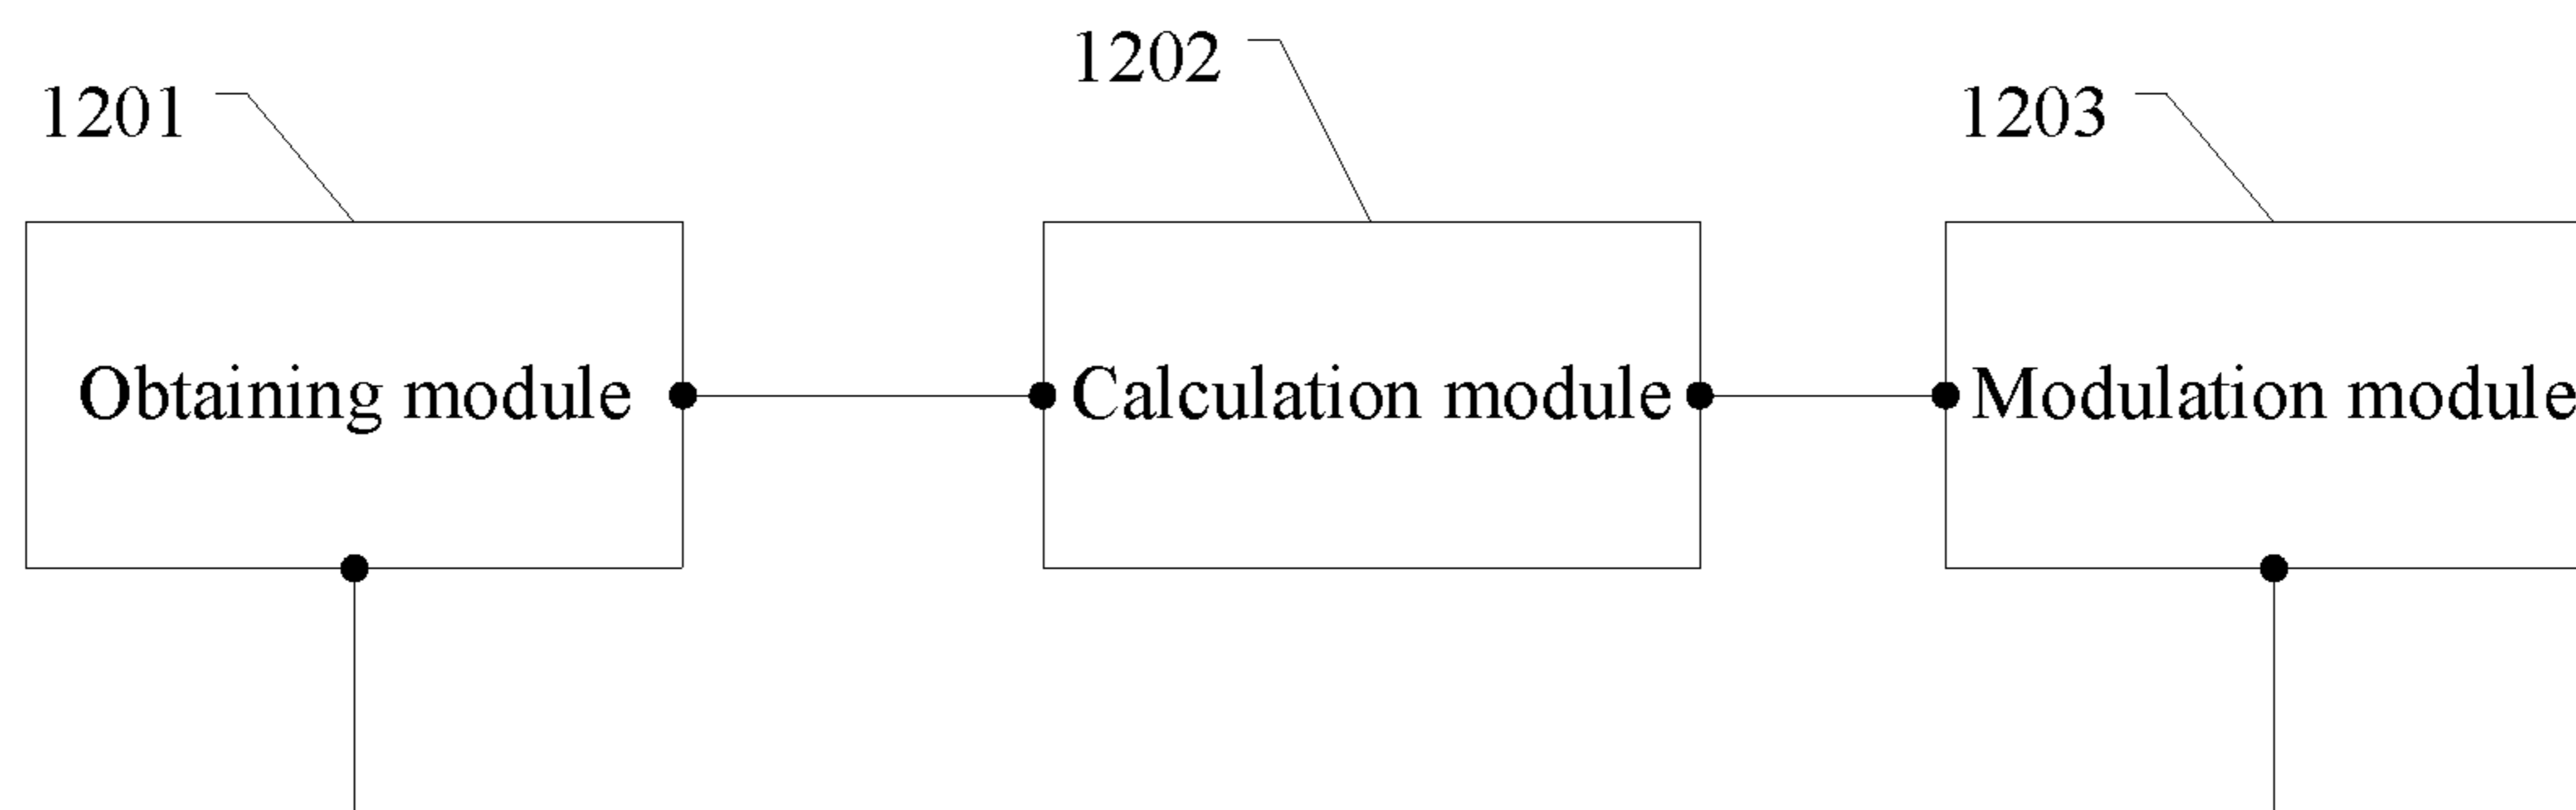 1201
1202
1203
Obtaining module
Calculation module
Modulation module